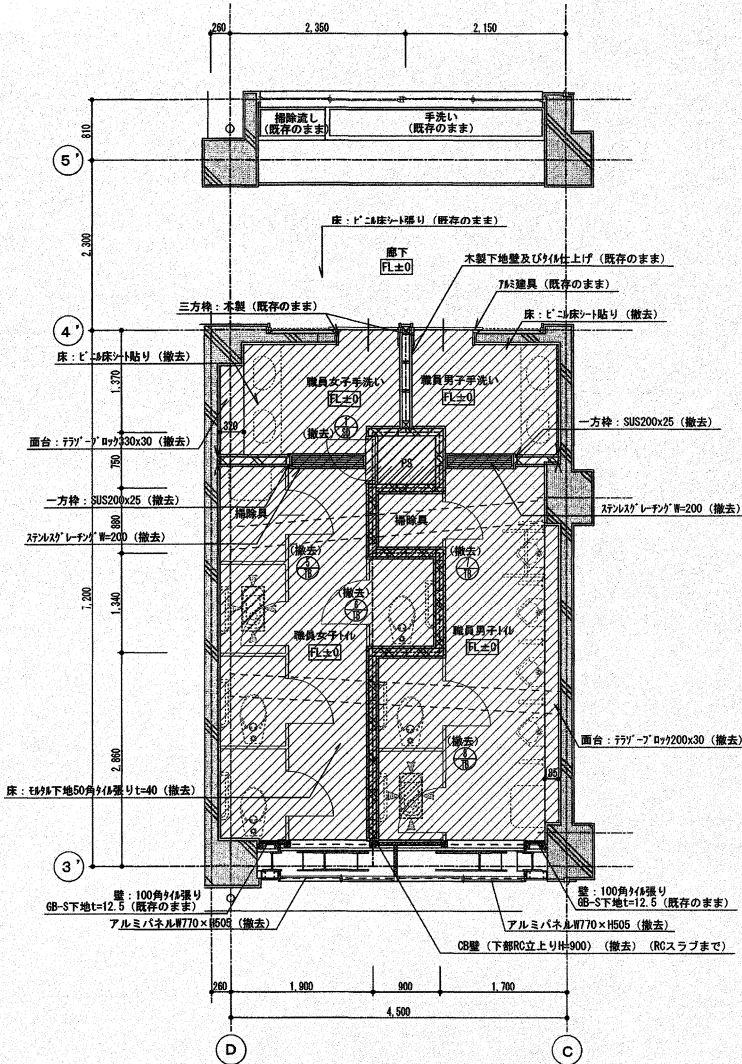 260
2,350
2,150
810
掃除流し
(既存のまま)
手洗い
(既存のまま)
5'
2,300
床：ﾋﾞﾆﾙ床ｼｰﾄ張り (既存のまま)
廊下
FL±0
木製下地壁及びﾀｲﾙ仕上げ (既存のまま)
三方枠：木製 (既存のまま)
ｱﾙﾐ建具 (既存のまま)
床：ﾋﾞﾆﾙ床ｼｰﾄ貼り (撤去)
4'
床：ﾋﾞﾆﾙ床ｼｰﾄ貼り (撤去)
1,370
職員女子手洗い
FL±0
職員男子手洗い
FL±0
320
(撤去)
一方枠：SUS200x25 (撤去)
面台：ﾃﾗｿﾞｰﾌﾞﾛｯｸ330x30 (撤去)
750
PS
一方枠：SUS200x25 (撤去)
掃除具
掃除具
ｽﾃﾝﾚｽｸﾞﾚｰﾁﾝｸﾞW=200 (撤去)
880
ｽﾃﾝﾚｽｸﾞﾚｰﾁﾝｸﾞW=200 (撤去)
(撤去)
(撤去)
7,200
1,340
(撤去)
職員女子ﾄｲﾚ
FL±0
職員男子ﾄｲﾚ
FL±0
2,860
(撤去)
面台：ﾃﾗｿﾞｰﾌﾞﾛｯｸ200x30 (撤去)
85
床：ﾓﾙﾀﾙ下地50角ﾀｲﾙ張りt=40 (撤去)
3'
壁：100角ﾀｲﾙ張り
GB-S下地t=12.5 (既存のまま)
壁：100角ﾀｲﾙ張り
GB-S下地t=12.5 (既存のまま)
アルミパネルW770×H505 (撤去)
アルミパネルW770×H505 (撤去)
CB壁 (下部RC立上りH=900) (撤去) (RCスラブまで)
260
1,900
900
1,700
4,500
D
C